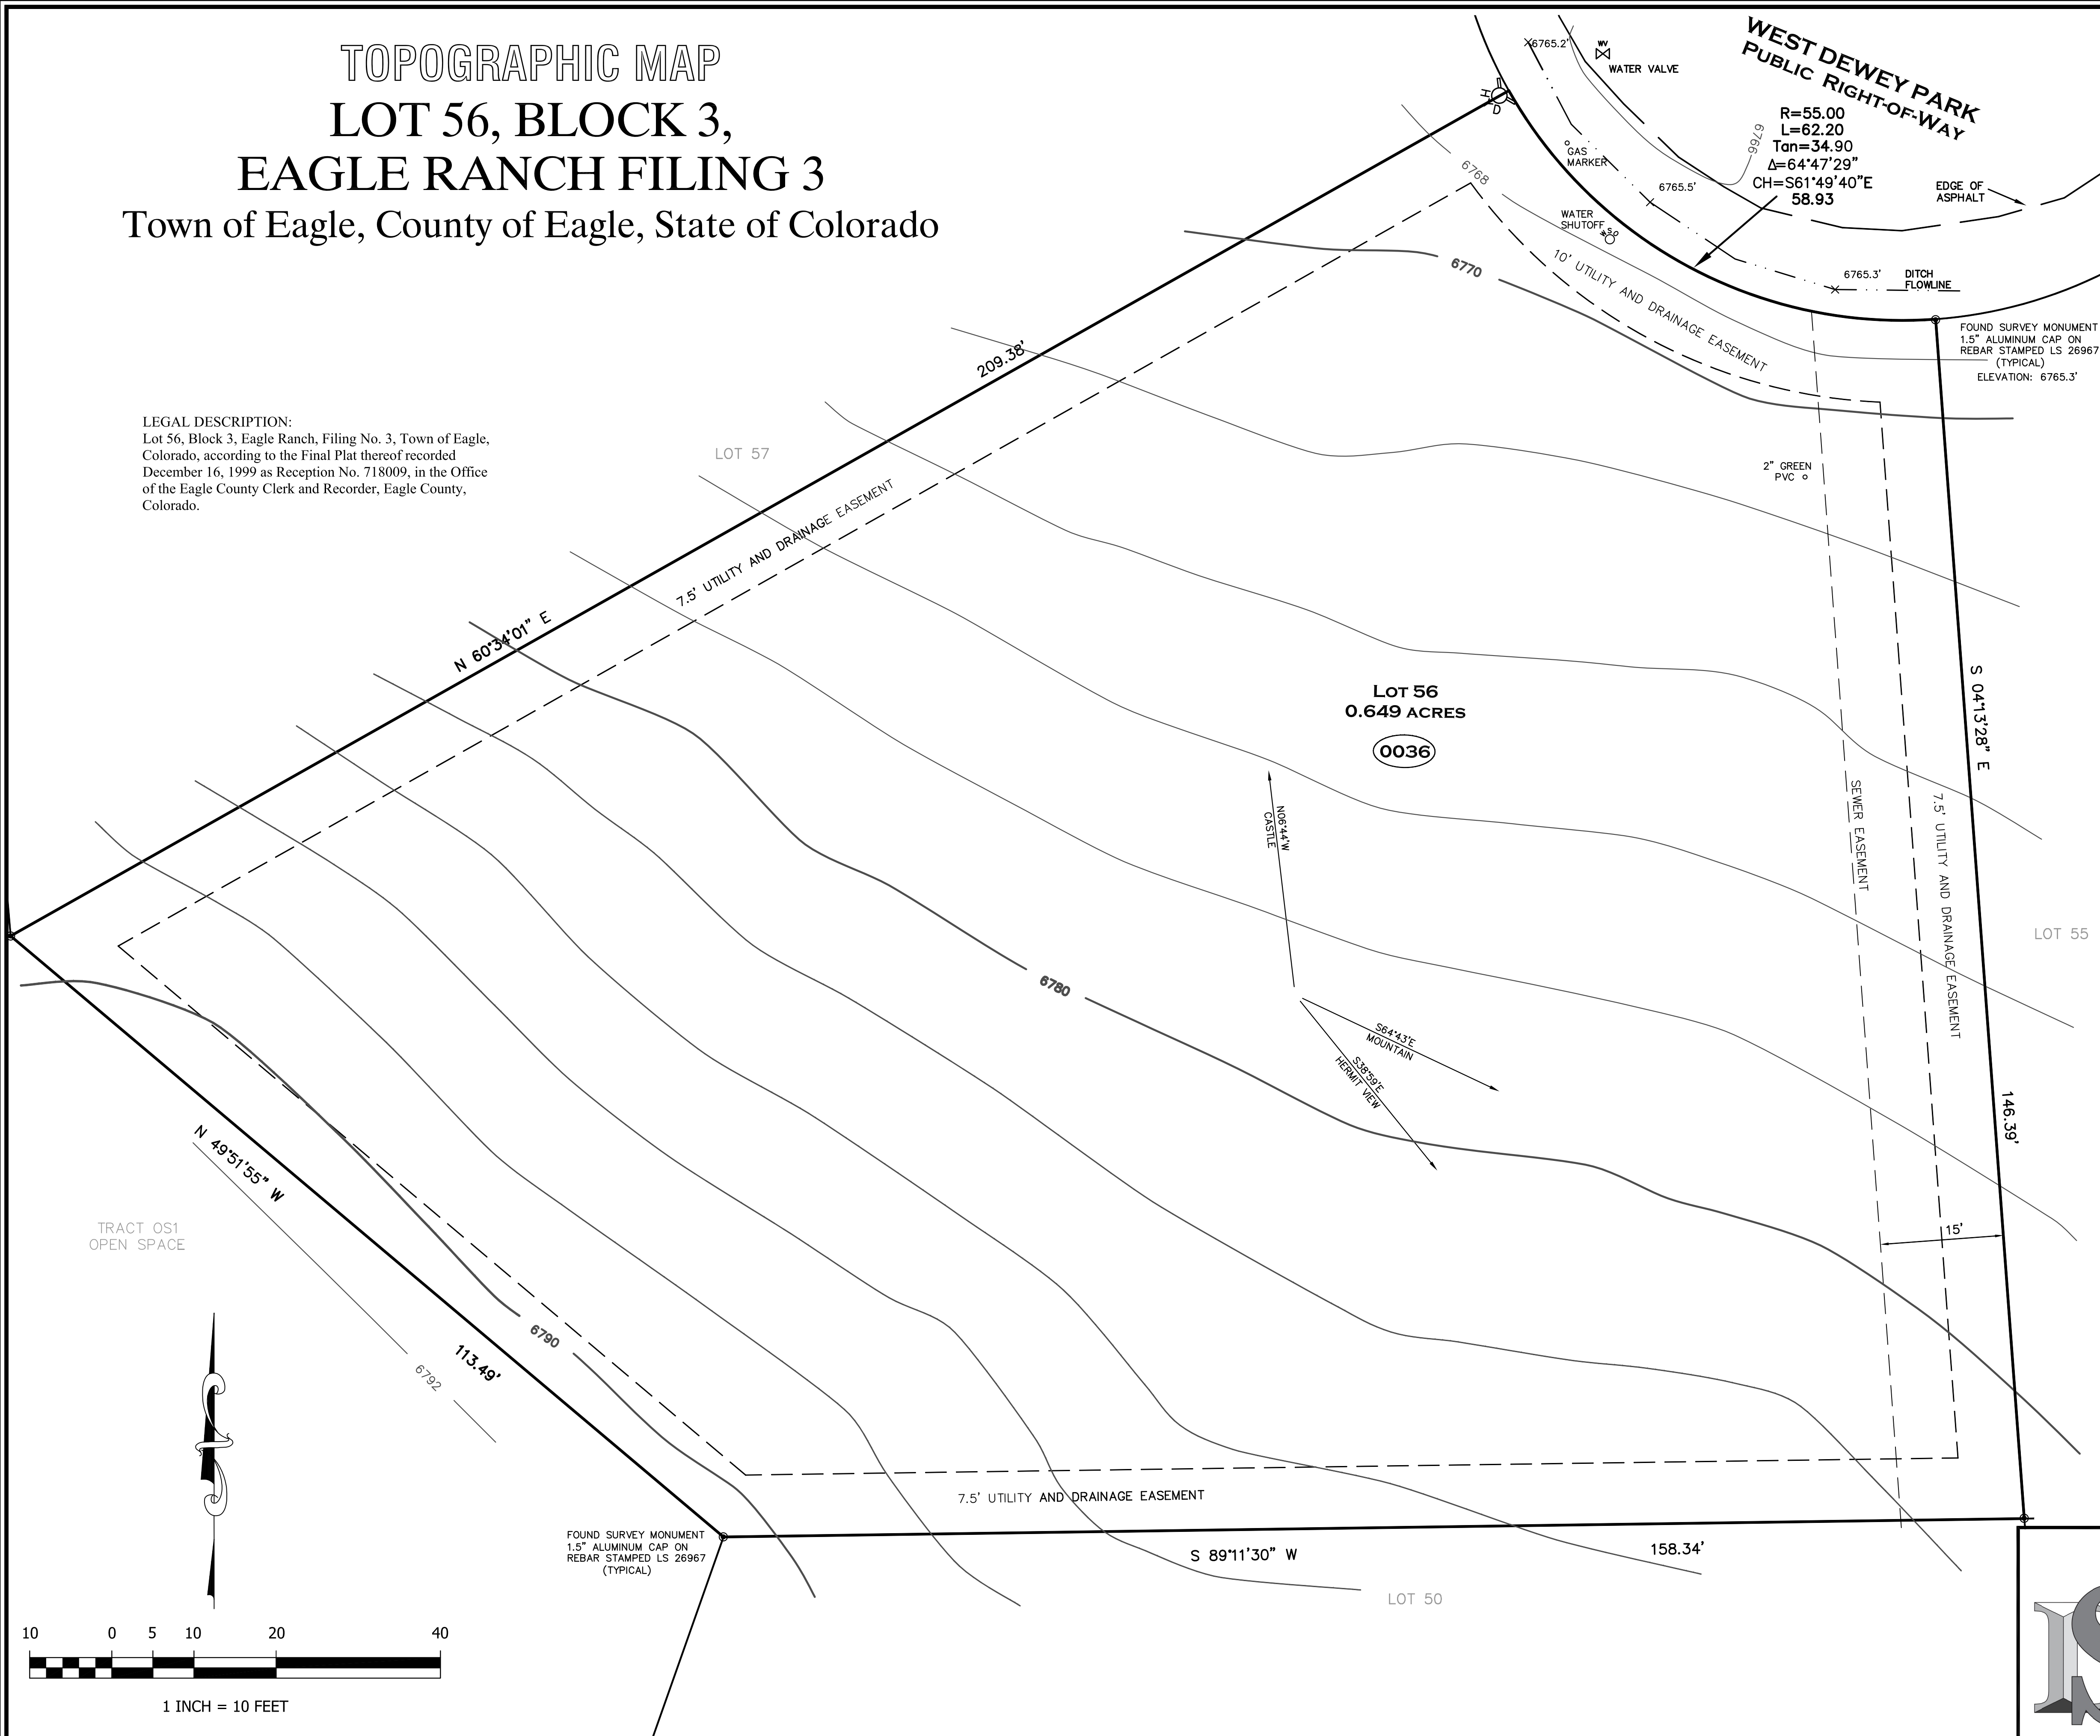 TOPOGRAPHIC MAP
LOT 56, BLOCK 3,
EAGLE RANCH FILING 3
Town of Eagle, County of Eagle, State of Colorado
LEGAL DESCRIPTION:
Lot 56, Block 3, Eagle Ranch, Filing No. 3, Town of Eagle,
Colorado, according to the Final Plat thereof recorded
December 16, 1999 as Reception No. 718009, in the Office
of the Eagle County Clerk and Recorder, Eagle County,
Colorado.
WEST DEWEY PARK
PUBLIC RIGHT-OF-WAY
6765.2'
WV
WATER VALVE
R=55.00
L=62.20
Tan=34.90
Δ=64°47'29"
CH=S61°49'40"E
58.93
6766
GAS
MARKER
6765.5'
EDGE OF
ASPHALT
WATER
SHUTOFF
6768
6770
10' UTILITY AND DRAINAGE EASEMENT
6765.3'
DITCH
FLOWLINE
FOUND SURVEY MONUMENT
1.5" ALUMINUM CAP ON
REBAR STAMPED LS 26967
(TYPICAL)
ELEVATION: 6765.3'
209.38'
LOT 57
2" GREEN
PVC
7.5' UTILITY AND DRAINAGE EASEMENT
N 60°34'01" E
LOT 56
0.649 ACRES
0036
S 04°13'28" E
N06°44'W
CASTLE
SEWER EASEMENT
7.5' UTILITY AND DRAINAGE EASEMENT
LOT 55
6780
S64°43'E
MOUNTAIN
S38°59'E
HERMIT VIEW
146.39'
15'
N 49°51'55" W
TRACT OS1
OPEN SPACE
6790
113.49'
6792
7.5' UTILITY AND DRAINAGE EASEMENT
FOUND SURVEY MONUMENT
1.5" ALUMINUM CAP ON
REBAR STAMPED LS 26967
(TYPICAL)
S 89°11'30" W
158.34'
LOT 50
10 0 5 10 20 40
1 INCH = 10 FEET